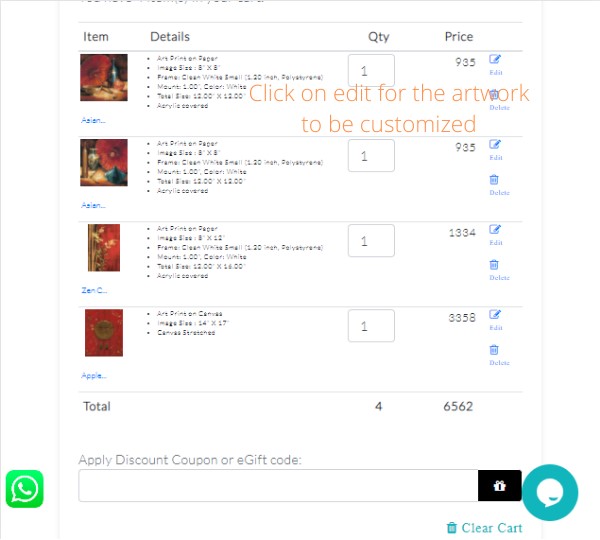 Item Details Qty Price
Art Print on Paper
Image Size : 8" X 8"
Frame: Clean White Small (1.20 inch, Polystyrene)
Mount: 1.00", Color: White
Total Size: 12.00" X 12.00"
Acrylic covered
1
935
Edit
Delete
Asian...
Click on edit for the artwork
to be customized
Art Print on Paper
Image Size : 8" X 8"
Frame: Clean White Small (1.20 inch, Polystyrene)
Mount: 1.00", Color: White
Total Size: 12.00" X 12.00"
Acrylic covered
1
935
Edit
Delete
Asian...
Art Print on Paper
Image Size : 8" X 12"
Frame: Clean White Small (1.20 inch, Polystyrene)
Mount: 1.00", Color: White
Total Size: 12.00" X 16.00"
Acrylic covered
1
1334
Edit
Delete
Zen C...
Art Print on Canvas
Image Size : 14" X 17"
Canvas Stretched
1
3358
Edit
Delete
Apple...
Total 4 6562
Apply Discount Coupon or eGift code:
Clear Cart